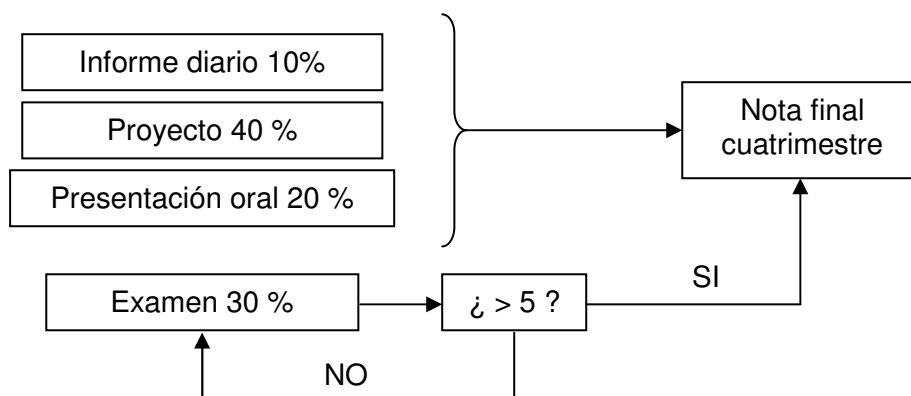 Informe diario 10%
Proyecto 40 %
Presentación oral 20 %
Nota final
cuatrimestre
Examen 30 %
¿ > 5 ?
SI
NO